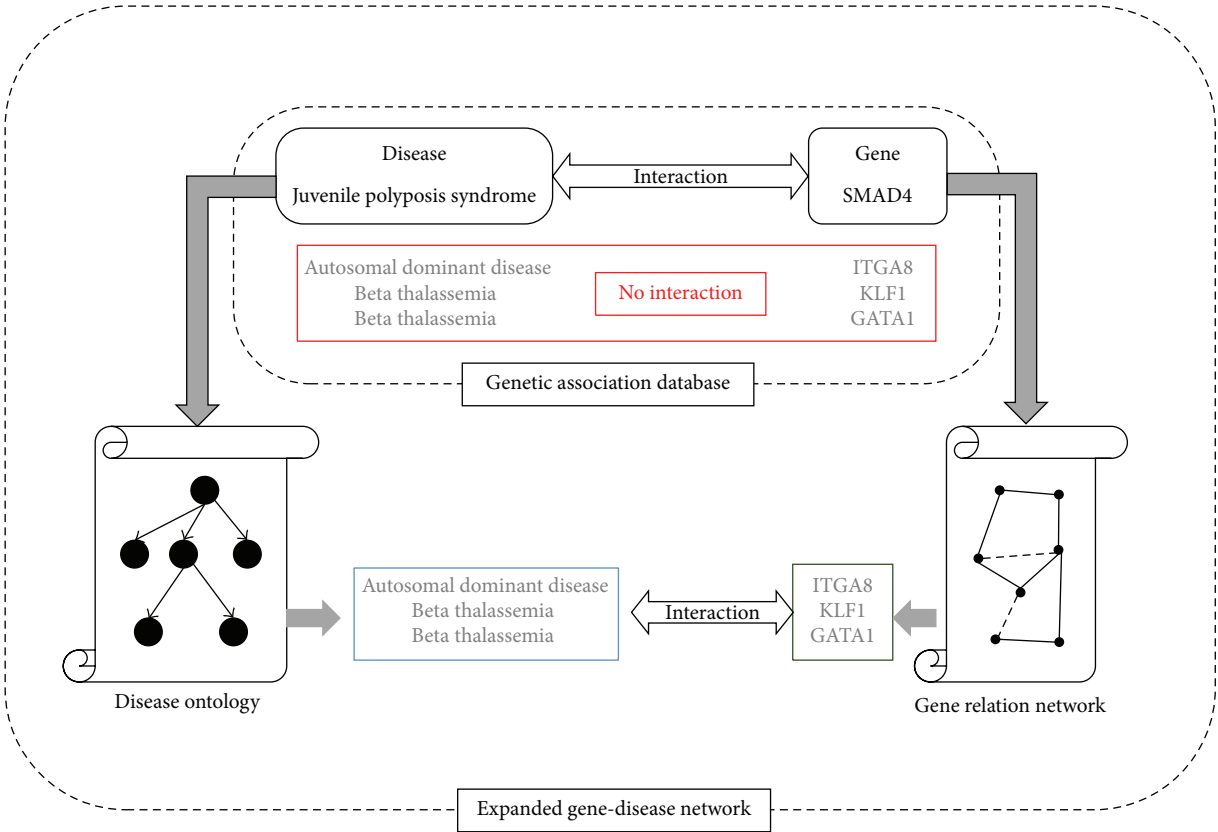 Disease
Juvenile polyposis syndrome
Interaction
Gene
SMAD4
Autosomal dominant disease
Beta thalassemia
Beta thalassemia
No interaction
ITGA8
KLF1
GATA1
Genetic association database
Autosomal dominant disease
Beta thalassemia
Beta thalassemia
Interaction
ITGA8
KLF1
GATA1
Disease ontology
Gene relation network
Expanded gene-disease network